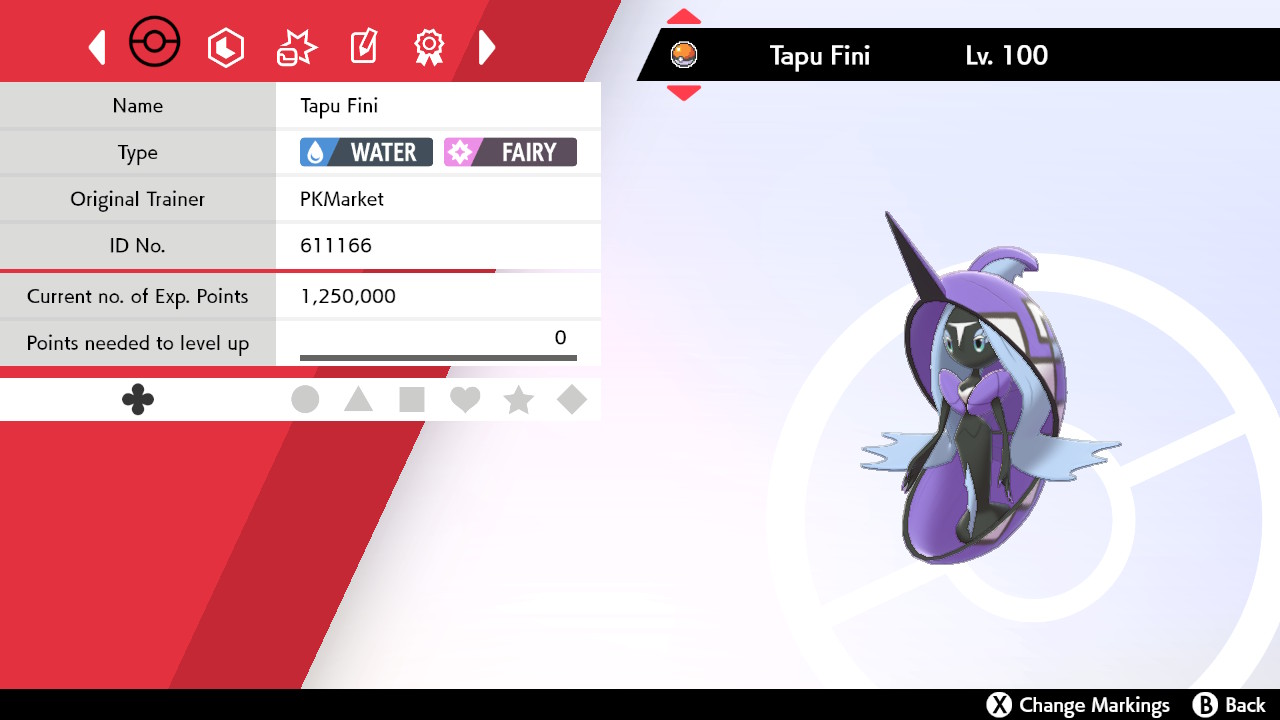 Tapu Fini Lv. 100
Name Tapu Fini
Type WATER FAIRY
Original Trainer PKMarket
ID No. 611166
Current no. of Exp. Points 1,250,000
Points needed to level up 0
X Change Markings B Back